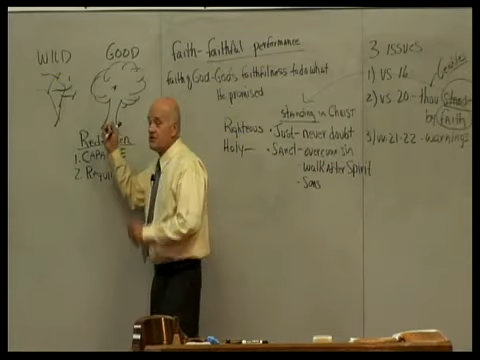 WILD
GOOD
1.
2.
faith - faithful performance
faith of God - God's faithfulness to do what
He promised
standing in CHRIST
Righteous • Just - never doubt
Holy - • Sanct - overcome sin
• Walk After Spirit
• Sons
3 issues
1) VS 16
2) VS. 20 - thou
by faith
3) vv. 21-22 - warnings